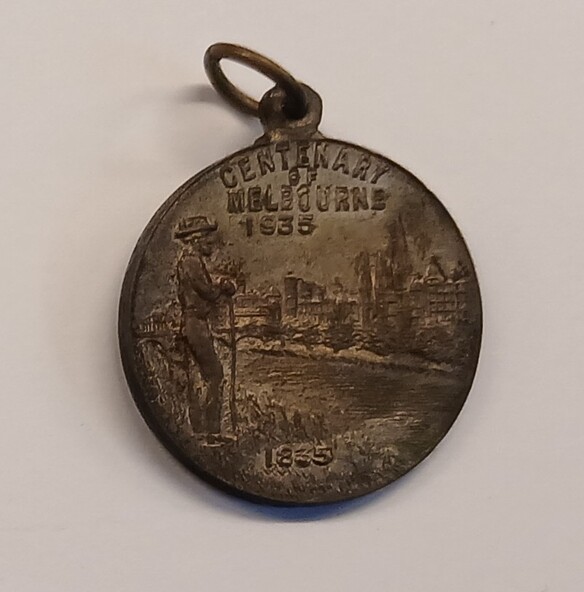 CENTENARY
OF
MELBOURNE
1935
1835